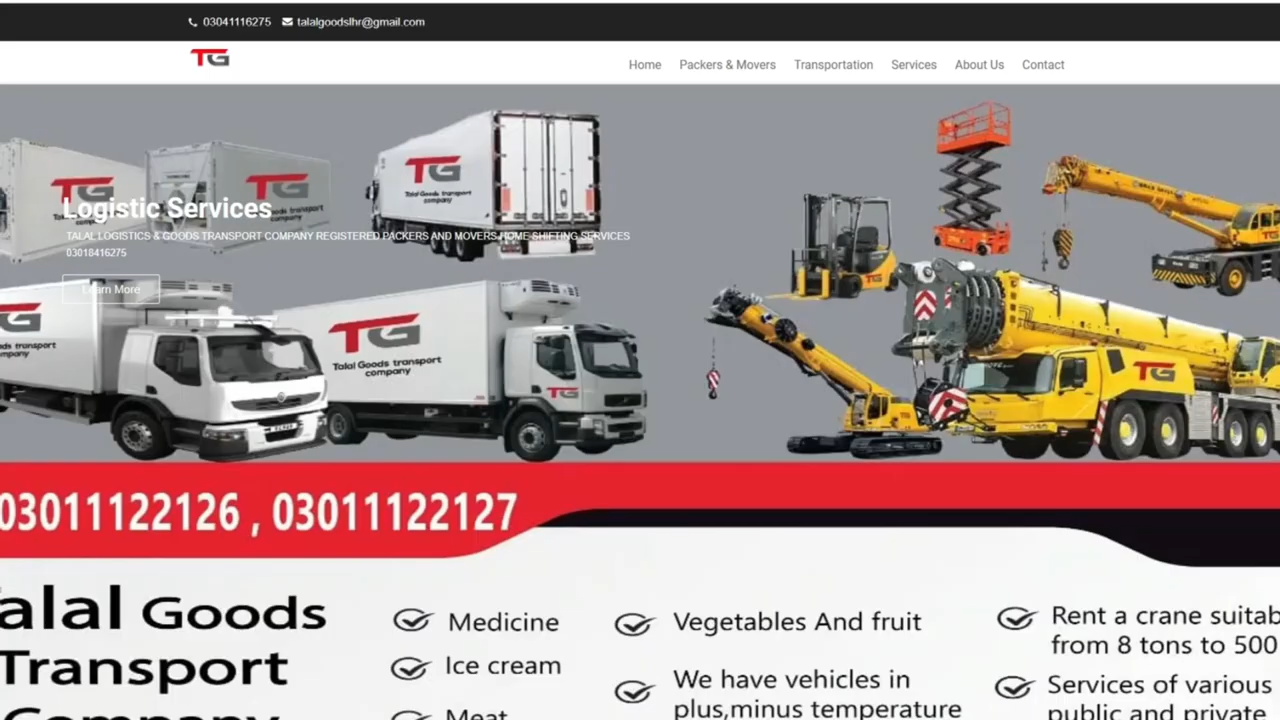 03041116275 talalgoodslhr@gmail.com
TG
Home Packers & Movers Transportation Services About Us Contact
TG
TG
Talal Goods transport
company
TG
Logistic Services
TALAL LOGISTICS & GOODS TRANSPORT COMPANY REGISTERED PACKERS AND MOVERS HOME SHIFTING SERVICES
03018416275
Learn More
TG
TG
Talal Goods transport
company
TG
TG
TG
TG
03011122126 , 03011122127
alal Goods
Transport
Company
Medicine
Ice cream
Meat
Vegetables And fruit
We have vehicles in
plus,minus temperature
Rent a crane suitab
from 8 tons to 500
Services of various
public and private